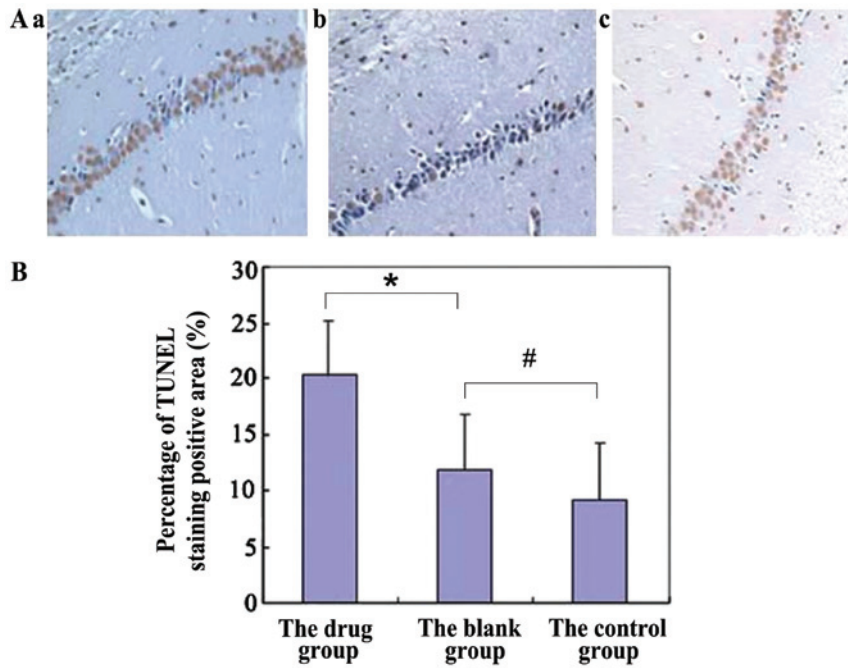 A a
b
c
B
Percentage of TUNEL
staining positive area (%)
30
25
20
15
10
5
0
*
#
The drug
group
The blank
group
The control
group